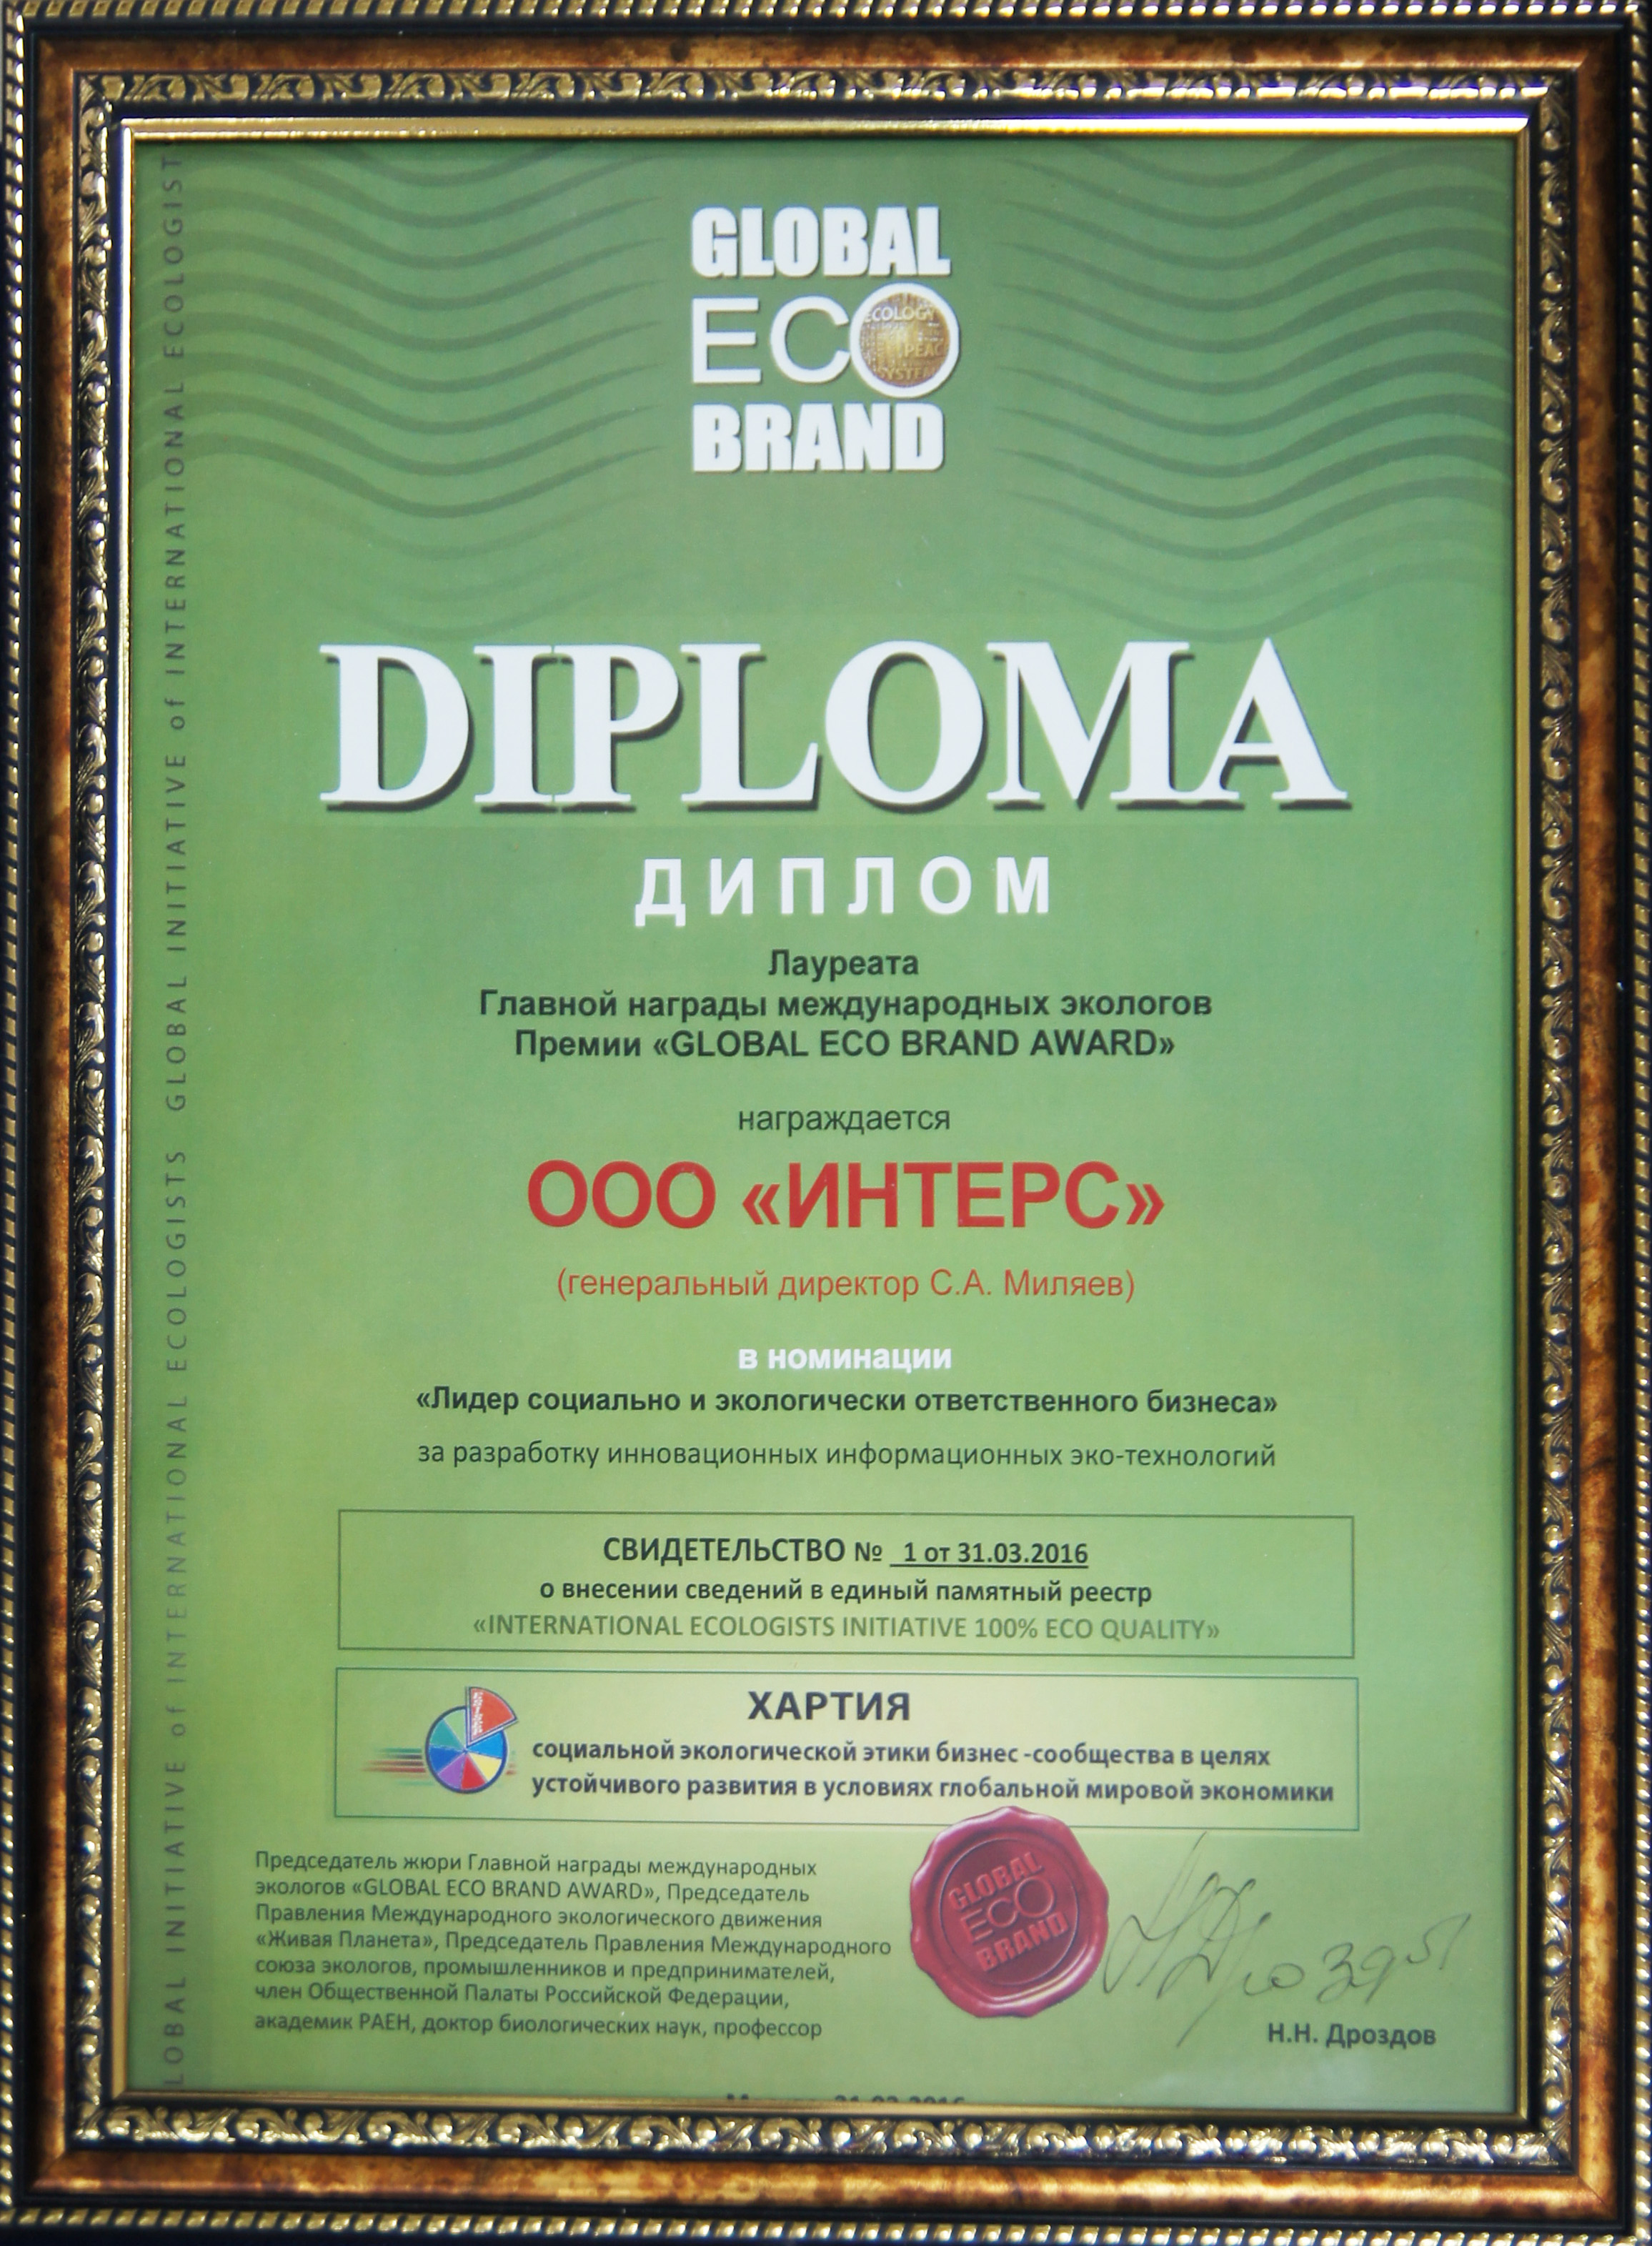 GLOBAL
ECO
BRAND
DIPLOMA
ДИПЛОМ
Лауреата
Главной награды международных экологов
Премии «GLOBAL ECO BRAND AWARD»
награждается
ООО «ИНТЕРС»
(генеральный директор С.А. Миляев)
в номинации
«Лидер социально и экологически ответственного бизнеса»
за разработку инновационных информационных эко-технологий
СВИДЕТЕЛЬСТВО № 1 от 31.03.2016
о внесении сведений в единый памятный реестр
«INTERNATIONAL ECOLOGISTS INITIATIVE 100% ECO QUALITY»
ХАРТИЯ
социальной экологической этики бизнес -сообщества в целях
устойчивого развития в условиях глобальной мировой экономики
Председатель жюри Главной награды международных
экологов «GLOBAL ECO BRAND AWARD», Председатель
Правления Международного экологического движения
«Живая Планета», Председатель Правления Международного
союза экологов, промышленников и предпринимателей,
член Общественной Палаты Российской Федерации,
академик РАЕН, доктор биологических наук, профессор
GLOBAL
ECO
BRAND
Н.Н. Дроздов
LOBAL INITIATIVE of INTERNATIONAL ECOLOGISTS GLOBAL INITIATIVE of INTERNATIONAL ECOLOGIST